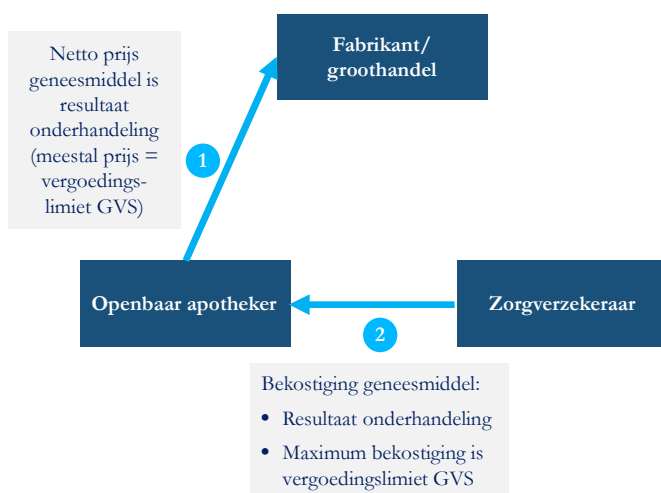 Netto prijs
geneesmiddel is
resultaat
onderhandeling
(meestal prijs =
vergoedings-
limiet GVS)
Fabrikant/
groothandel
1
Openbaar apotheker
Zorgverzekeraar
2
Bekostiging geneesmiddel:
• Resultaat onderhandeling
• Maximum bekostiging is
vergoedingslimiet GVS